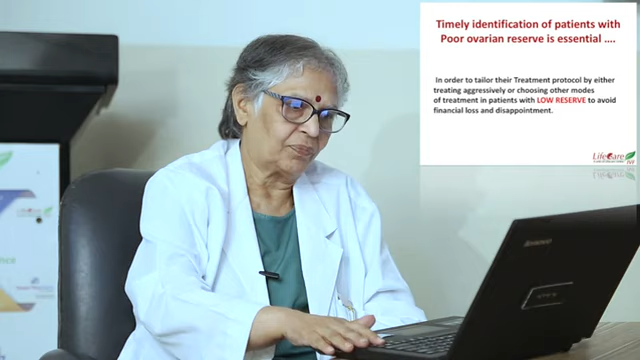 Timely identification of patients with
Poor ovarian reserve is essential ....
In order to tailor their Treatment protocol by either
treating aggressively or choosing other modes
of treatment in patients with LOW RESERVE to avoid
financial loss and disappointment.
LifeCare
IVF
lenovo